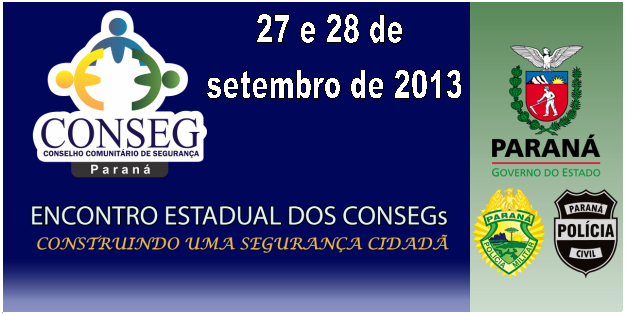 27 e 28 de
setembro de 2013
CONSEG
CONSELHO COMUNITÁRIO DE SEGURANÇA
Paraná
ENCONTRO ESTADUAL DOS CONSEGs
CONSTRUINDO UMA SEGURANÇA CIDADÃ
PARANÁ
GOVERNO DO ESTADO
PARANÁ
POLÍCIA MILITAR
PARANÁ
POLÍCIA
CIVIL